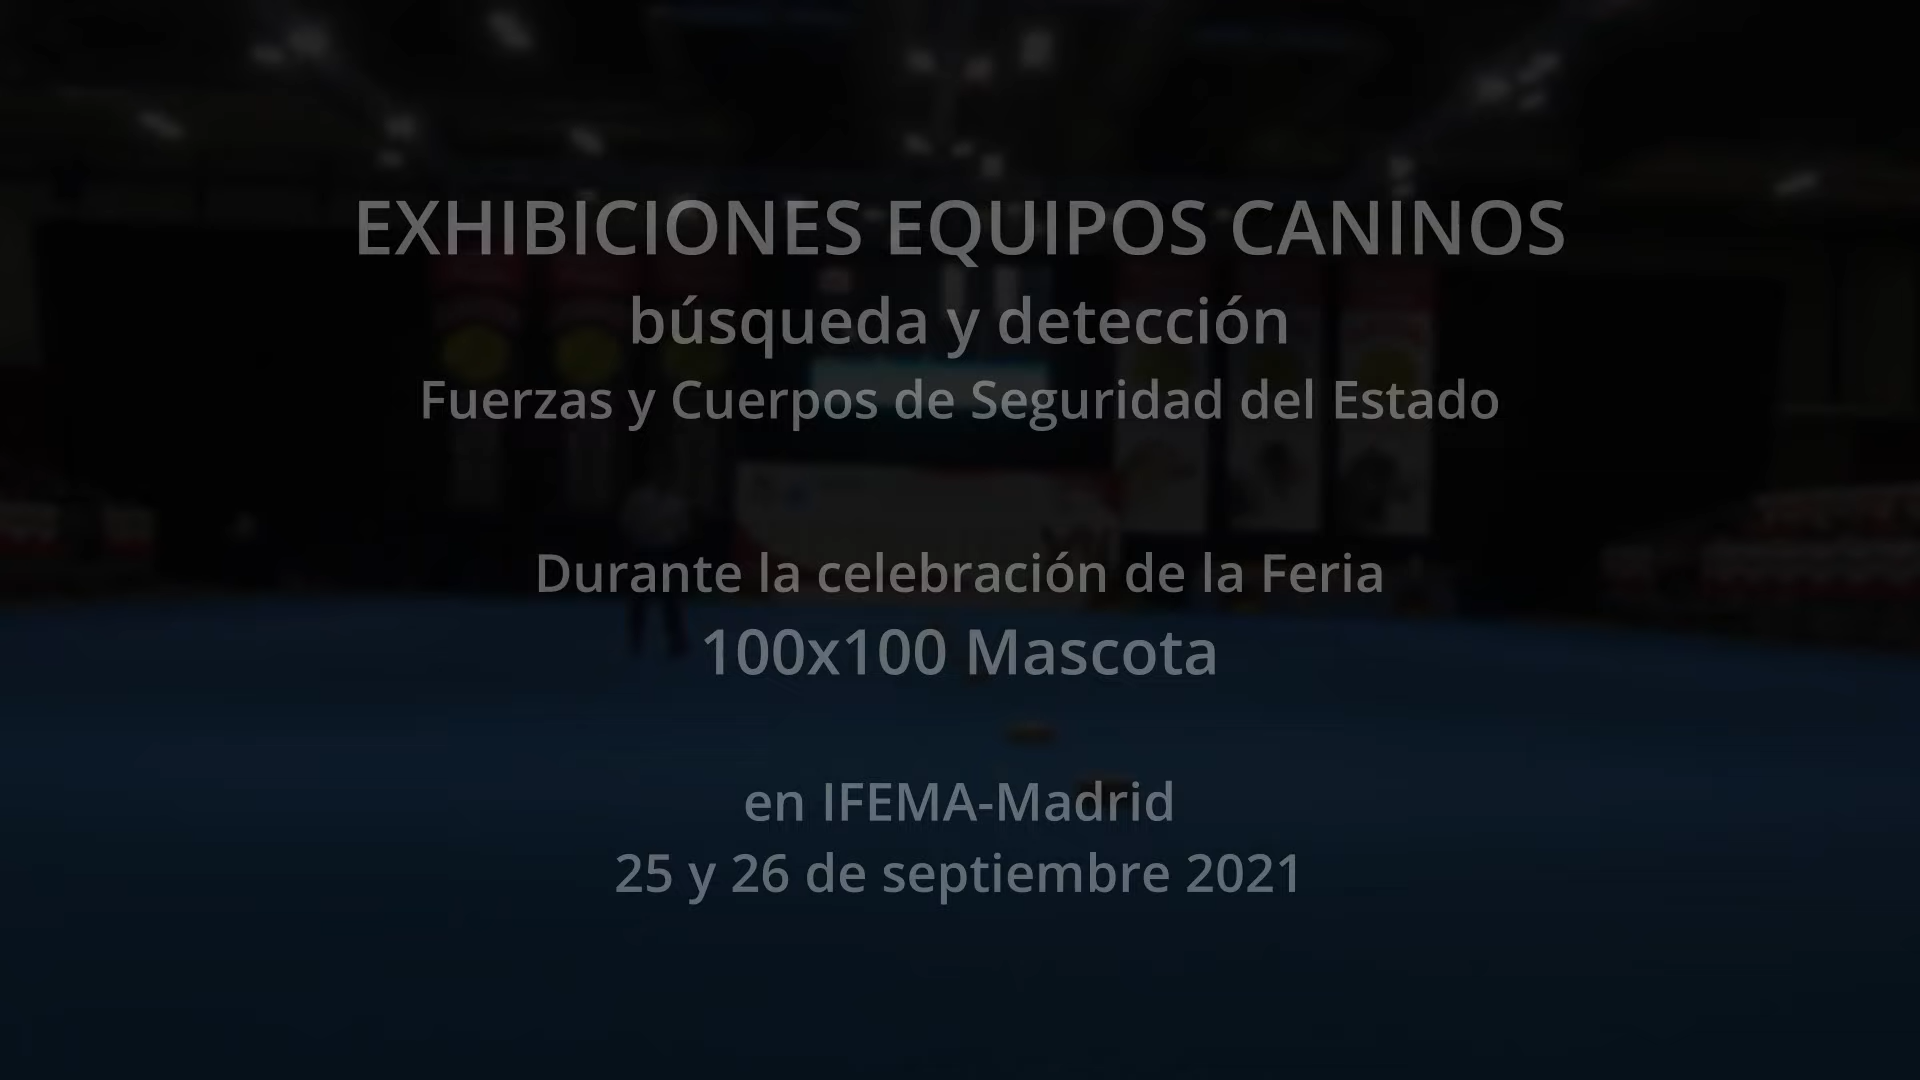 EXHIBICIONES EQUIPOS CANINOS
búsqueda y detección
Fuerzas y Cuerpos de Seguridad del Estado
Durante la celebración de la Feria
100x100 Mascota
en IFEMA-Madrid
25 y 26 de septiembre 2021